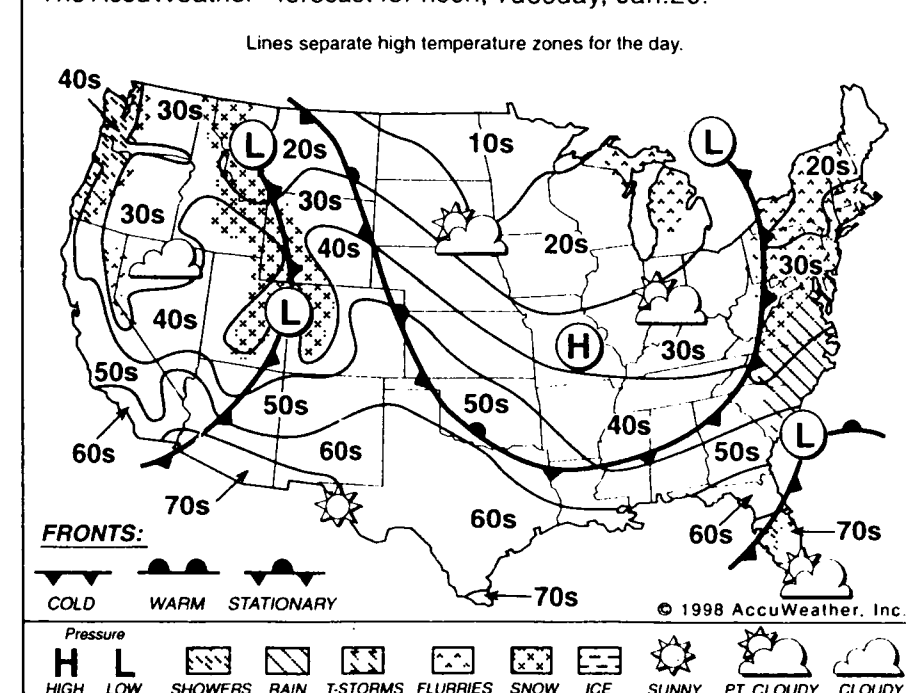 The AccuWeather forecast for noon, Tuesday, Jan.20.
Lines separate high temperature zones for the day.
40s
30s
L
20s
10s
L
20s
30s
30s
40s
20s
30s
40s
L
H
30s
50s
50s
50s
40s
L
60s
60s
50s
70s
60s
60s
70s
70s
FRONTS:
COLD WARM STATIONARY
© 1998 AccuWeather, Inc.
Pressure
H L
HIGH LOW SHOWERS RAIN T-STORMS FLURRIES SNOW ICE SUNNY PT. CLOUDY CLOUDY